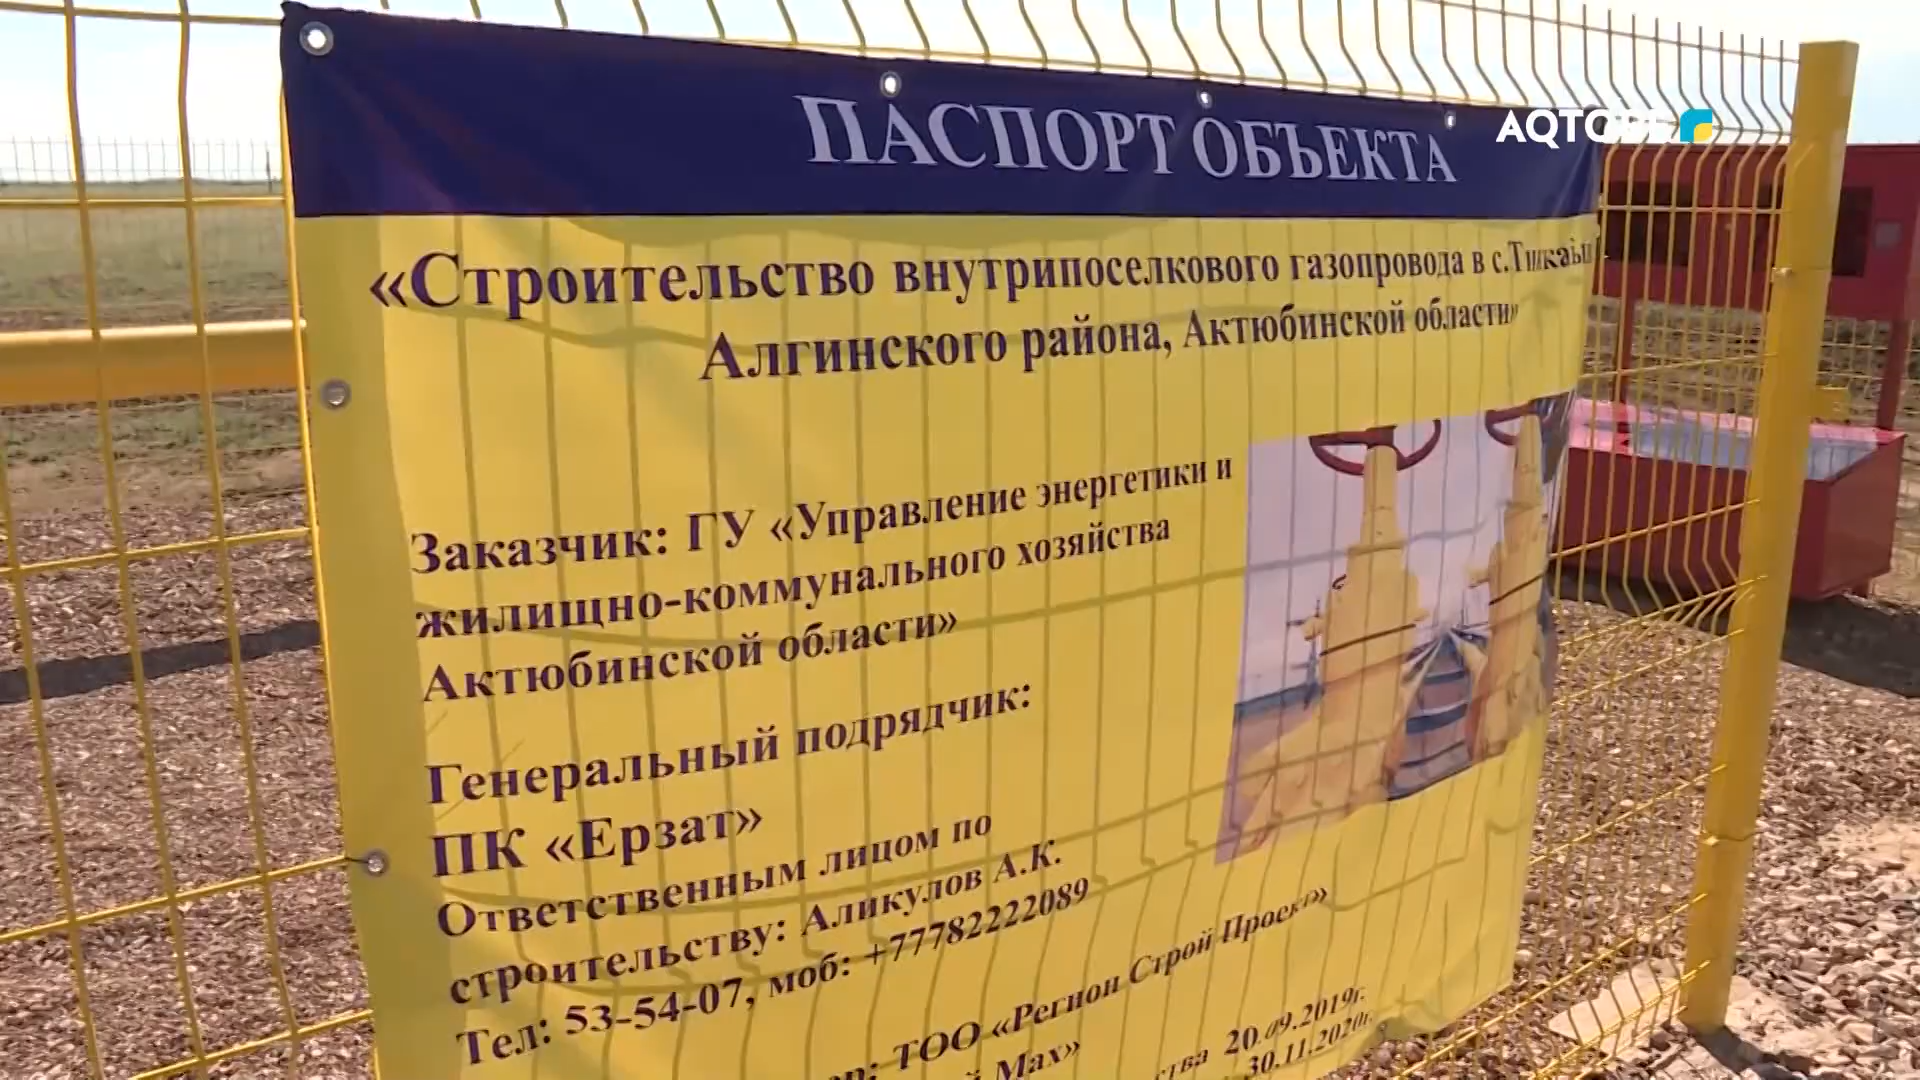 AQTOBE
ПАСПОРТ ОБЪЕКТА
«Строительство внутрипоселкового газопровода в с.
Алгинского района, Актюбинской области»
Заказчик: ГУ «Управление энергетики и
жилищно-коммунального хозяйства
Актюбинской области»
Генеральный подрядчик:
ПК «Ерзат»
Ответственным лицом по
строительству: Аликулов А.К.
Тел: 53-54-07, моб: +77782222089
ТОО «Регион Строй Проект»
Мах»
20.09.2019г.
30.11.2020г.